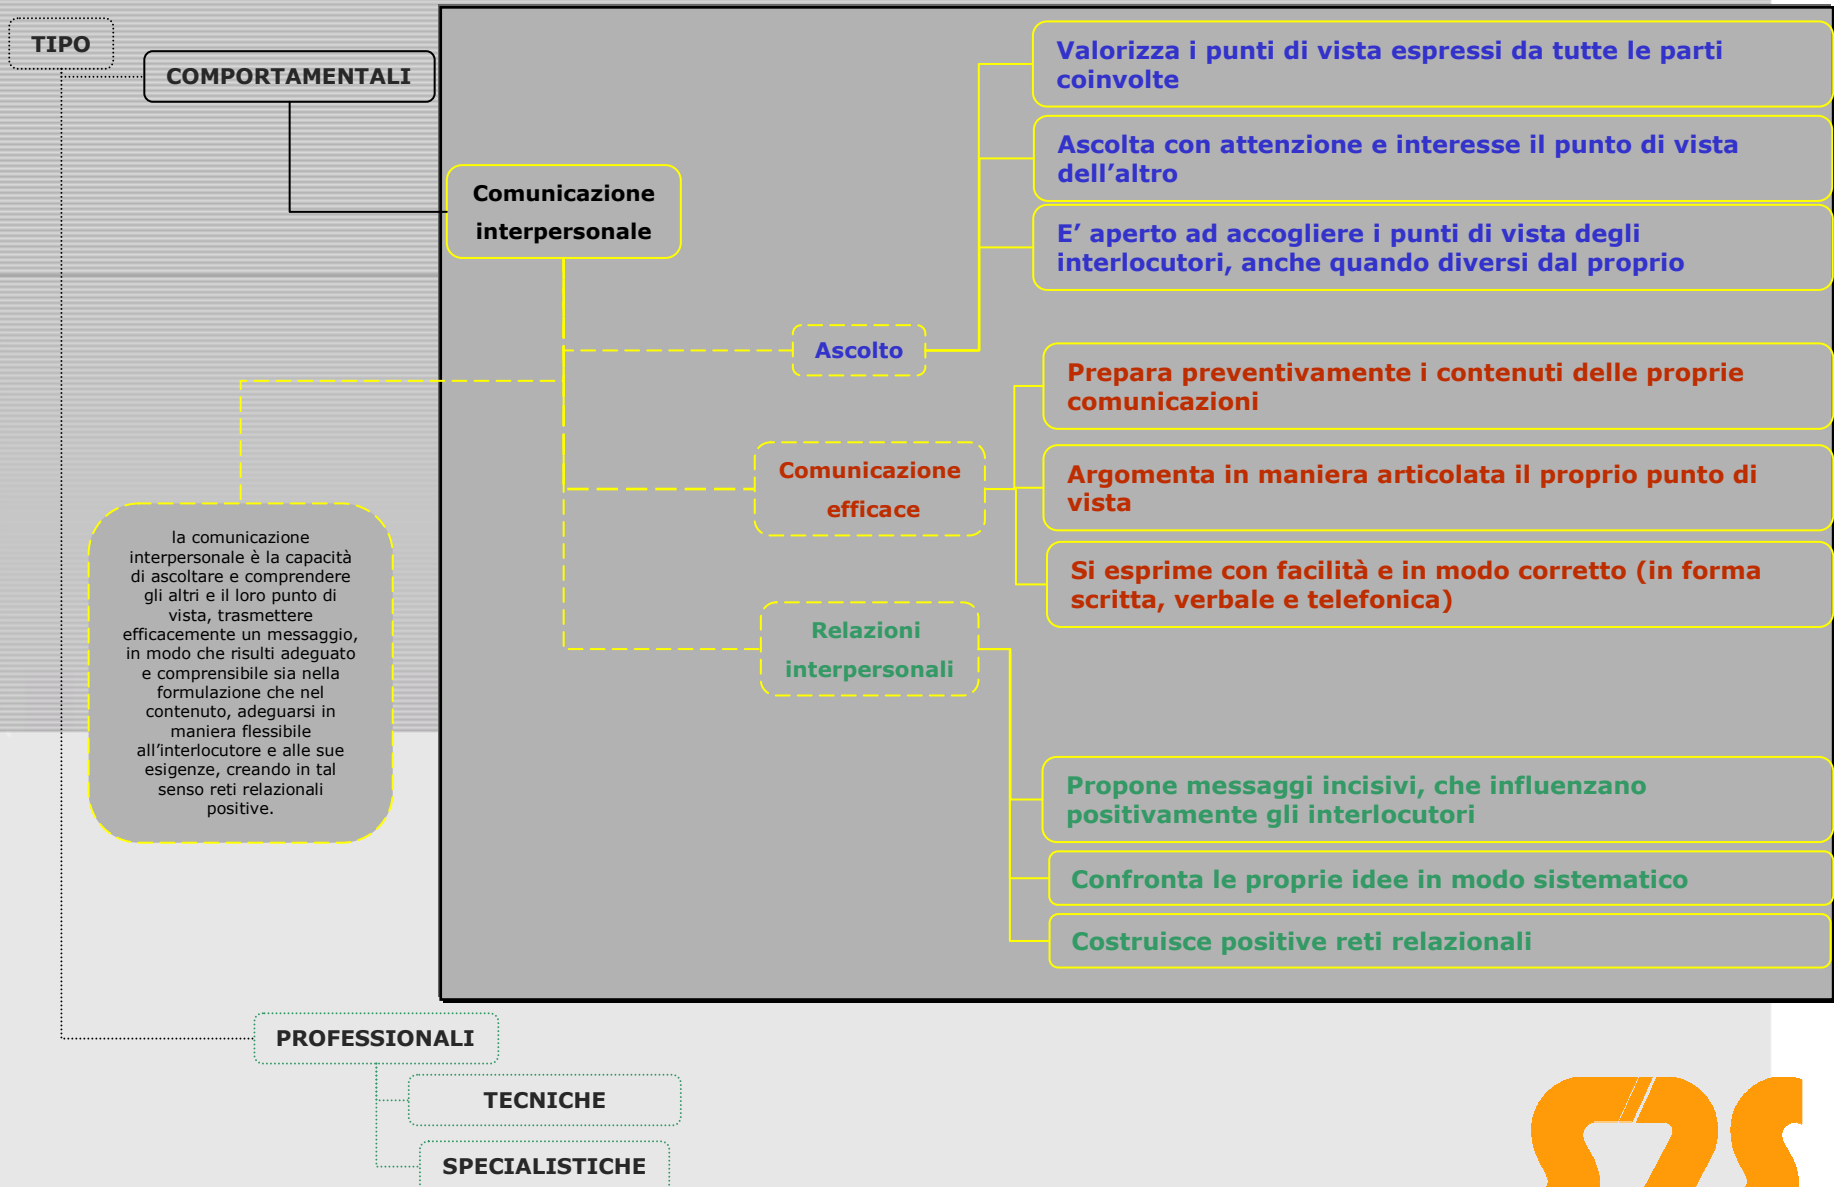 TIPO
COMPORTAMENTALI
Comunicazione
interpersonale
la comunicazione
interpersonale è la capacità
di ascoltare e comprendere
gli altri e il loro punto di
vista, trasmettere
efficacemente un messaggio,
in modo che risulti adeguato
e comprensibile sia nella
formulazione che nel
contenuto, adeguarsi in
maniera flessibile
all’interlocutore e alle sue
esigenze, creando in tal
senso reti relazionali
positive.
Ascolto
Valorizza i punti di vista espressi da tutte le parti
coinvolte
Ascolta con attenzione e interesse il punto di vista
dell’altro
E’ aperto ad accogliere i punti di vista degli
interlocutori, anche quando diversi dal proprio
Comunicazione
efficace
Prepara preventivamente i contenuti delle proprie
comunicazioni
Argomenta in maniera articolata il proprio punto di
vista
Si esprime con facilità e in modo corretto (in forma
scritta, verbale e telefonica)
Relazioni
interpersonali
Propone messaggi incisivi, che influenzano
positivamente gli interlocutori
Confronta le proprie idee in modo sistematico
Costruisce positive reti relazionali
PROFESSIONALI
TECNICHE
SPECIALISTICHE